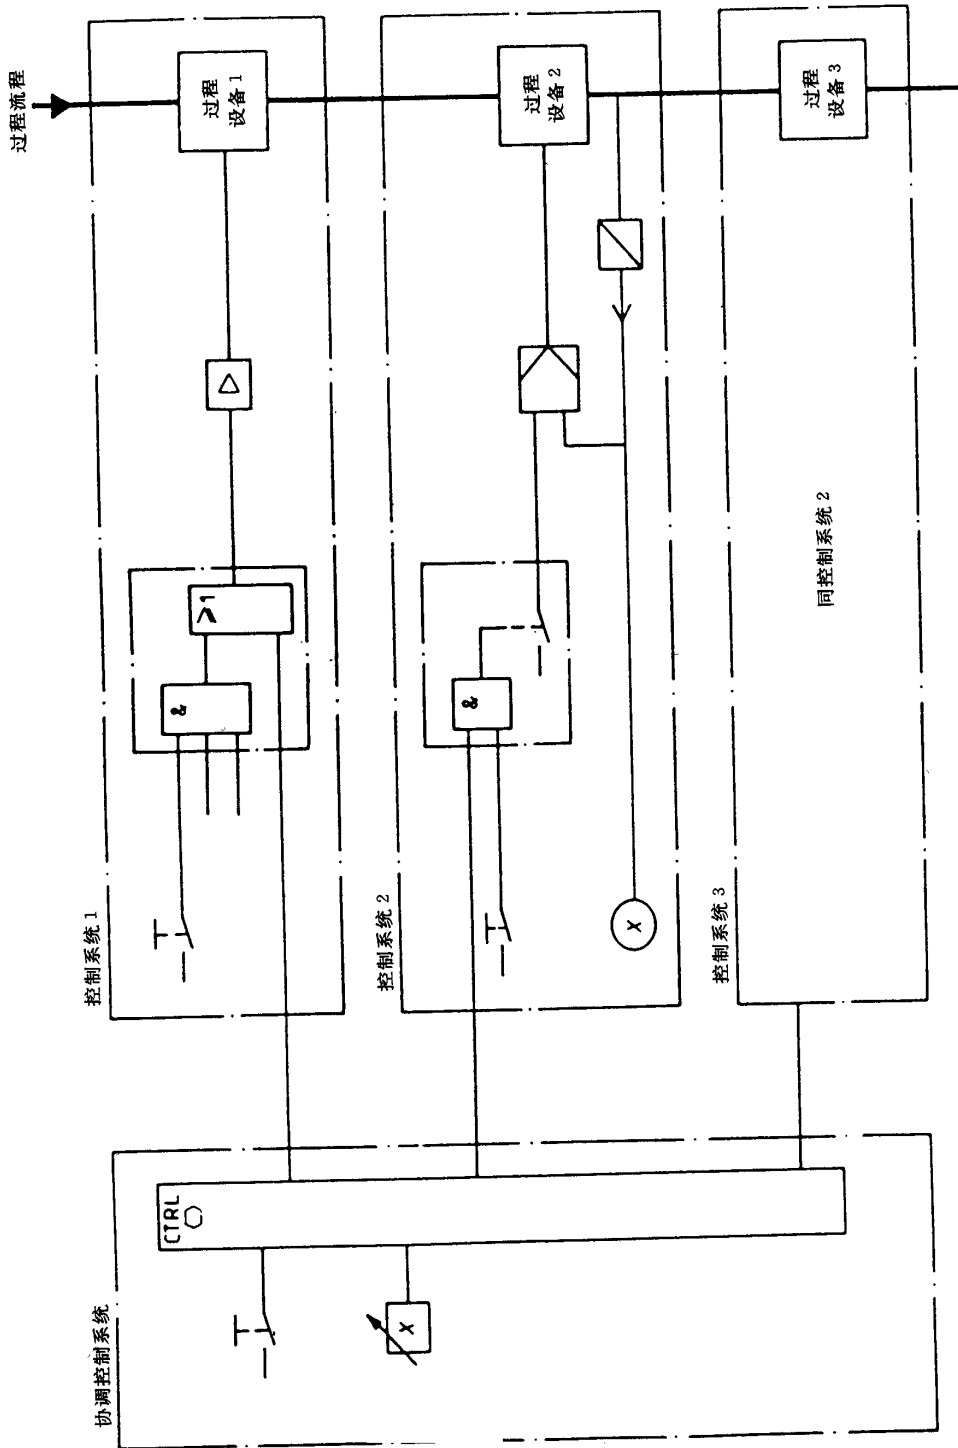 过程流程
过程
设备 1
过程
设备 2
过程
设备 3
▷
≥1
&
&
同控制系统 2
控制系统 1
控制系统 2
X
控制系统 3
CTRL
X
协调控制系统